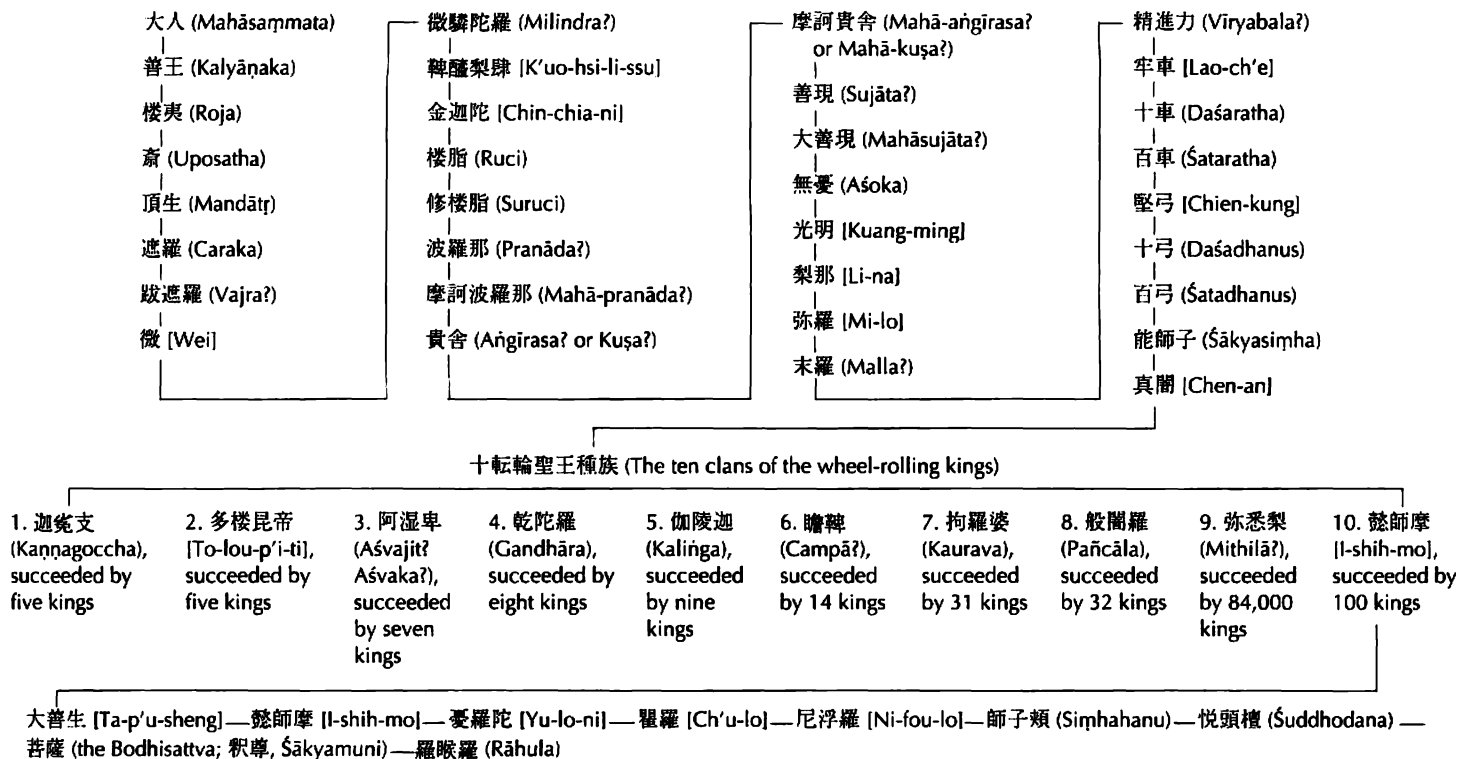 大人 (Mahāsaṃmata)
善王 (Kalyāṇaka)
楼夷 (Roja)
斎 (Uposatha)
頂生 (Mandātṛ)
遮羅 (Caraka)
跋遮羅 (Vajra?)
微 [Wei]
微驎陀羅 (Milindra?)
鞞醯梨肆 [K'uo-hsi-li-ssu]
金迦陀 [Chin-chia-ni]
楼脂 (Ruci)
修楼脂 (Suruci)
波羅那 (Pranāda?)
摩訶波羅那 (Mahā-pranāda?)
貴舎 (Aṅgīrasa? or Kuṣa?)
摩訶貴舎 (Mahā-aṅgīrasa?
or Mahā-kuṣa?)
善現 (Sujāta?)
大善現 (Mahāsujāta?)
無憂 (Aśoka)
光明 [Kuang-ming]
梨那 [Li-na]
弥羅 [Mi-lo]
末羅 (Malla?)
精進力 (Vīryabala?)
牢車 [Lao-ch'e]
十車 (Daśaratha)
百車 (Śataratha)
堅弓 [Chien-kung]
十弓 (Daśadhanus)
百弓 (Śatadhanus)
能師子 (Śākyasiṃha)
真闍 [Chen-an]
十転輪聖王種族 (The ten clans of the wheel-rolling kings)
1. 迦㝹支
(Kaṇṇagoccha),
succeeded by
five kings
2. 多楼毘帝
[To-lou-p'i-ti],
succeeded by
five kings
3. 阿湿卑
(Aśvajit?
Aśvaka?),
succeeded
by seven
kings
4. 乾陀羅
(Gandhāra),
succeeded by
eight kings
5. 伽陵迦
(Kaliṅga),
succeeded
by nine
kings
6. 瞻鞞
(Campā?),
succeeded
by 14 kings
7. 拘羅婆
(Kaurava),
succeeded
by 31 kings
8. 般闍羅
(Pañcāla),
succeeded
by 32 kings
9. 弥悉梨
(Mithilā?),
succeeded
by 84,000
kings
10. 懿師摩
[I-shih-mo],
succeeded by
100 kings
大善生 [Ta-p'u-sheng]—懿師摩 [I-shih-mo]—憂羅陀 [Yu-lo-ni]—瞿羅 [Ch'u-lo]—尼浮羅 [Ni-fou-lo]—師子頰 (Siṃhahanu)—悦頭檀 (Śuddhodana)—
菩薩 (the Bodhisattva; 釈尊, Śākyamuni)—羅睺羅 (Rāhula)